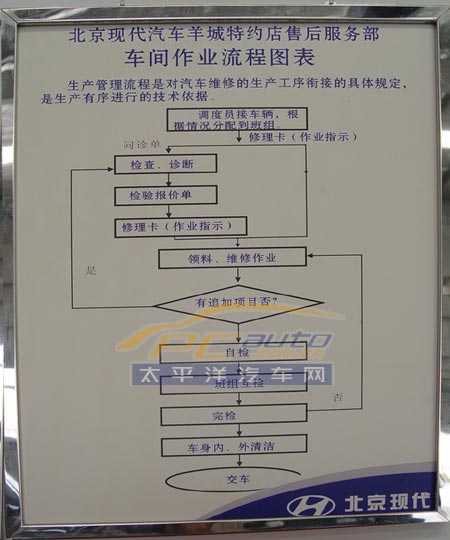 北京现代汽车羊城特约店售后服务部
车间作业流程图表
生产管理流程是对汽车维修的生产工序衔接的具体规定，
是生产有序进行的技术依据。
调度员接车辆，根
据情况分配到班组
修理卡（作业指示）
问诊单
检查、诊断
检验报价单
修理卡（作业指示）
领料、维修作业
是
有追加项目否？
PCauto
自检
太平洋汽车网
班组互检
否
完检
车身内、外清洁
交车
北京现代